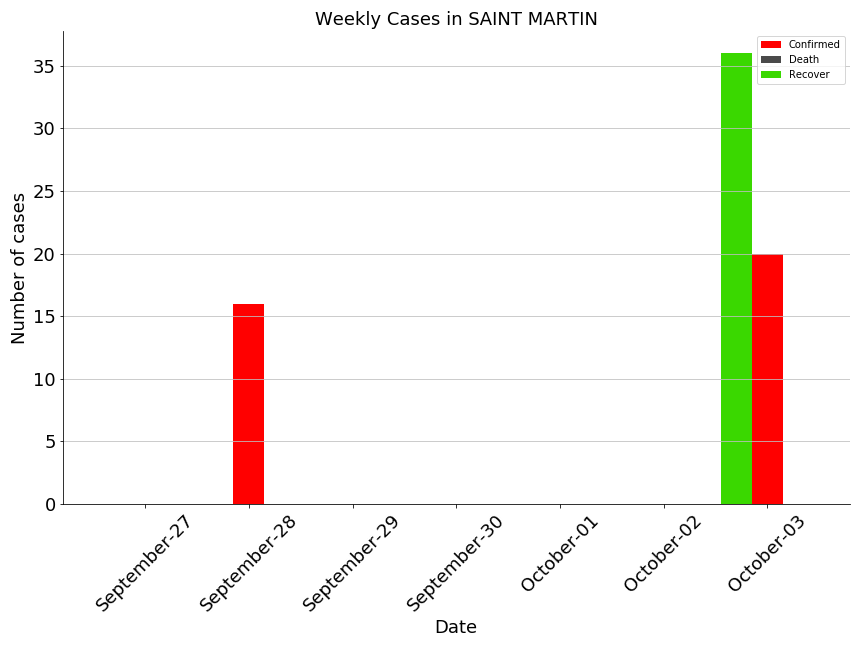 Weekly Cases in SAINT MARTIN
Confirmed
Death
Recover
Number of cases
35
30
25
20
15
10
5
0
September-27
September-28
September-29
September-30
October-01
October-02
October-03
Date